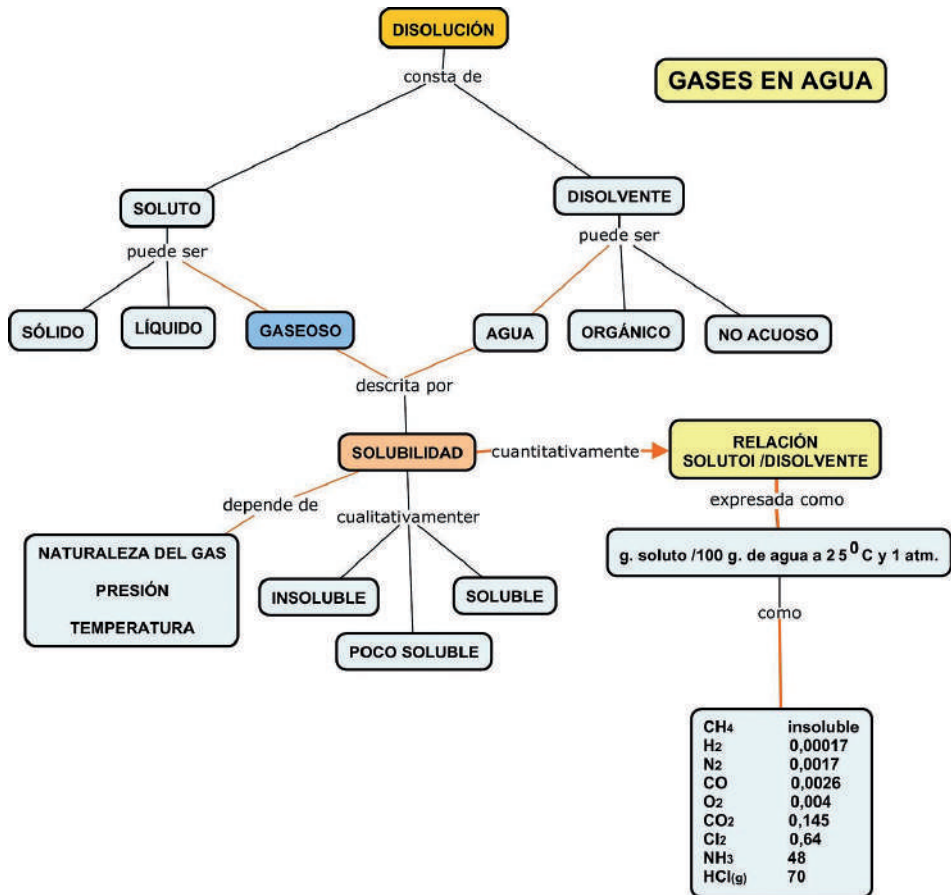 DISOLUCIÓN
consta de
GASES EN AGUA
SOLUTO
DISOLVENTE
puede ser
puede ser
SÓLIDO
LÍQUIDO
GASEOSO
AGUA
ORGÁNICO
NO ACUOSO
descrita por
SOLUBILIDAD
cuantitativamente
RELACIÓN
SOLUTOI /DISOLVENTE
depende de
cualitativamenter
expresada como
NATURALEZA DEL GAS
PRESIÓN
TEMPERATURA
INSOLUBLE
SOLUBLE
POCO SOLUBLE
g. soluto /100 g. de agua a 25⁰C y 1 atm.
como
CH4 insoluble
H2 0,00017
N2 0,0017
CO 0,0026
O2 0,004
CO2 0,145
Cl2 0,64
NH3 48
HCl(g) 70